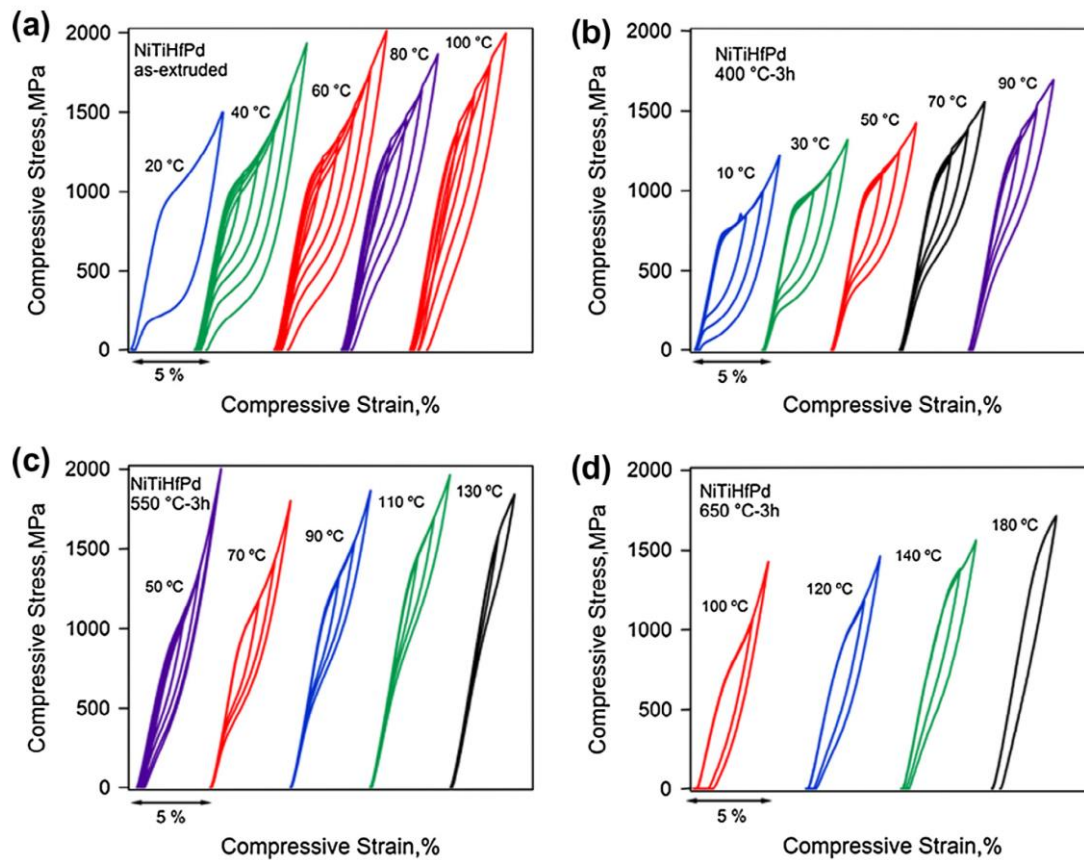 (a)
Compressive Stress,MPa
2000
1500
1000
500
0
NiTiHfPd
as-extruded
20 °C
40 °C
60 °C
80 °C
100 °C
5 %
Compressive Strain,%
(b)
Compressive Stress,MPa
2000
1500
1000
500
0
NiTiHfPd
400 °C-3h
10 °C
30 °C
50 °C
70 °C
90 °C
5 %
Compressive Strain,%
(c)
Compressive Stress,MPa
2000
1500
1000
500
0
NiTiHfPd
550 °C-3h
50 °C
70 °C
90 °C
110 °C
130 °C
5 %
Compressive Strain,%
(d)
Compressive Stress,MPa
2000
1500
1000
500
0
NiTiHfPd
650 °C-3h
100 °C
120 °C
140 °C
180 °C
5 %
Compressive Strain,%